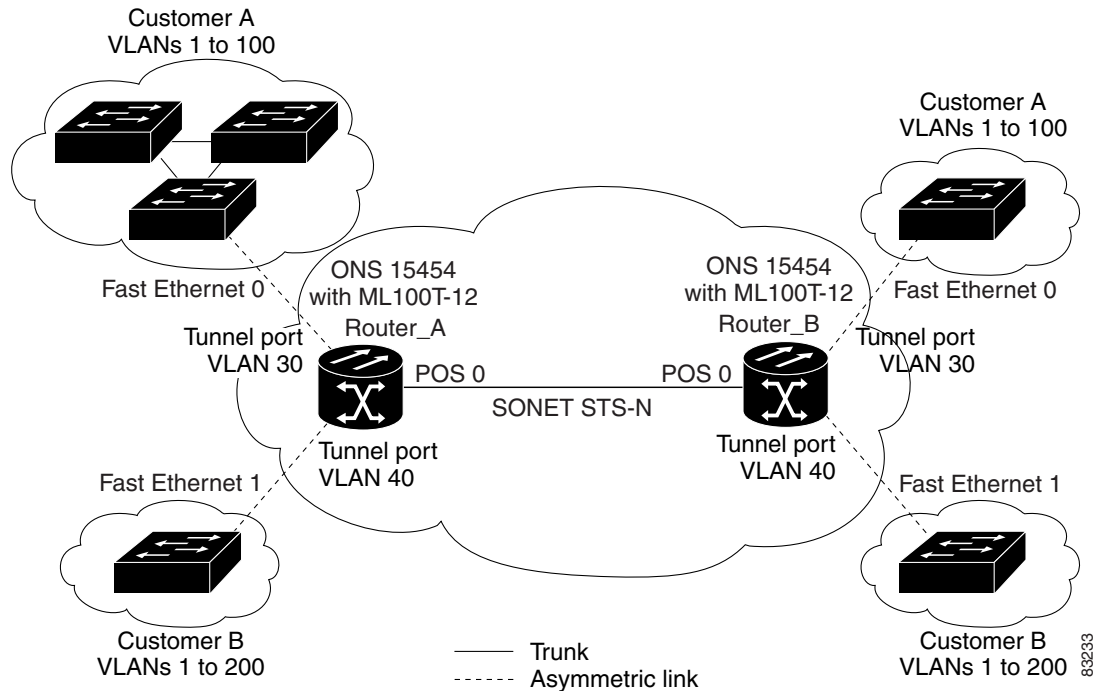 Customer A
VLANs 1 to 100
Customer A
VLANs 1 to 100
ONS 15454
with ML100T-12
Router_A
ONS 15454
with ML100T-12
Router_B
Fast Ethernet 0
Fast Ethernet 0
Tunnel port
VLAN 30
Tunnel port
VLAN 30
POS 0
POS 0
SONET STS-N
Tunnel port
VLAN 40
Tunnel port
VLAN 40
Fast Ethernet 1
Fast Ethernet 1
Customer B
VLANs 1 to 200
Customer B
VLANs 1 to 200
Trunk
Asymmetric link
83233